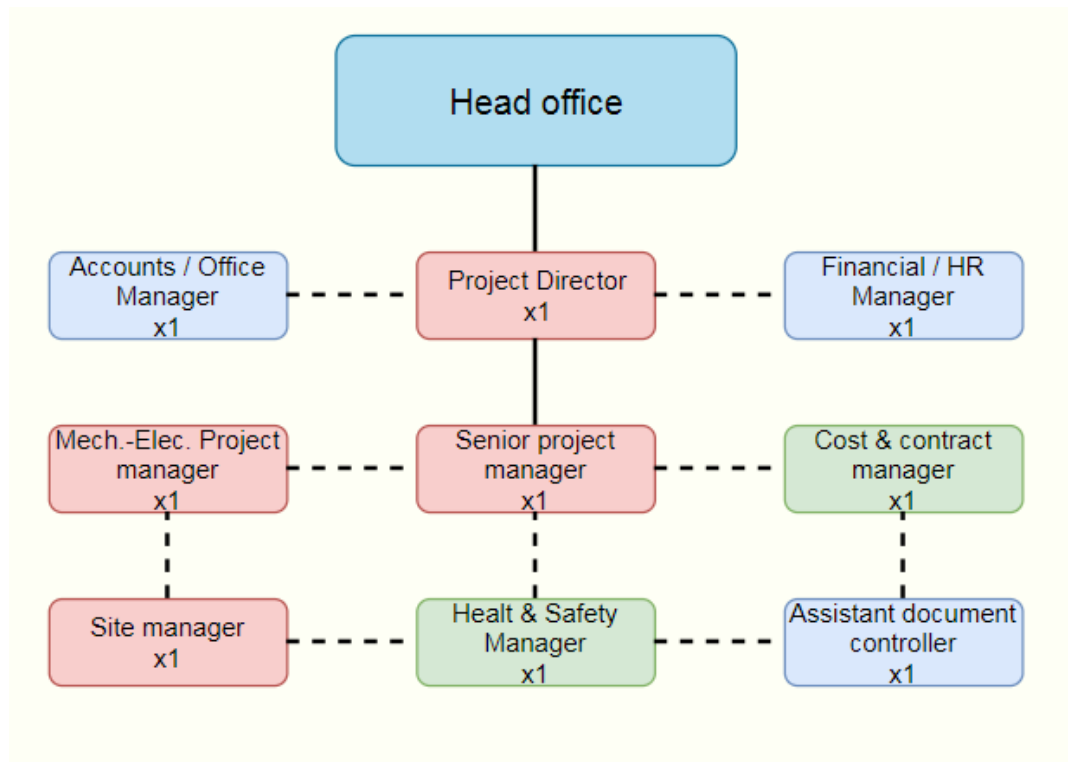 Head office
Accounts / Office
Manager
x1
Project Director
x1
Financial / HR
Manager
x1
Mech.-Elec. Project
manager
x1
Senior project
manager
x1
Cost & contract
manager
x1
Site manager
x1
Healt & Safety
Manager
x1
Assistant document
controller
x1